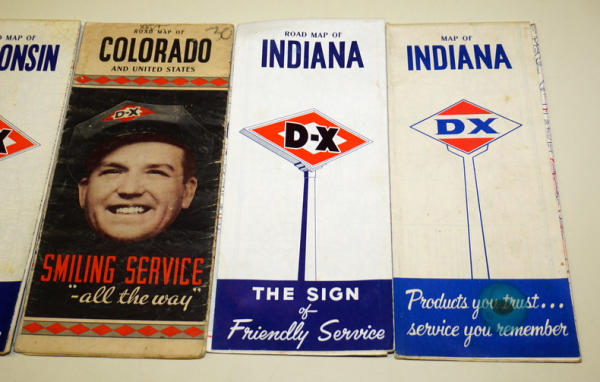 ONSIN
X
ROAD MAP OF
COLORADO
AND UNITED STATES
30
D-X
SMILING SERVICE
"-all the way"
ROAD MAP OF
INDIANA
D-X
THE SIGN
of
Friendly Service
MAP OF
INDIANA
DX
Products you trust...
service you remember